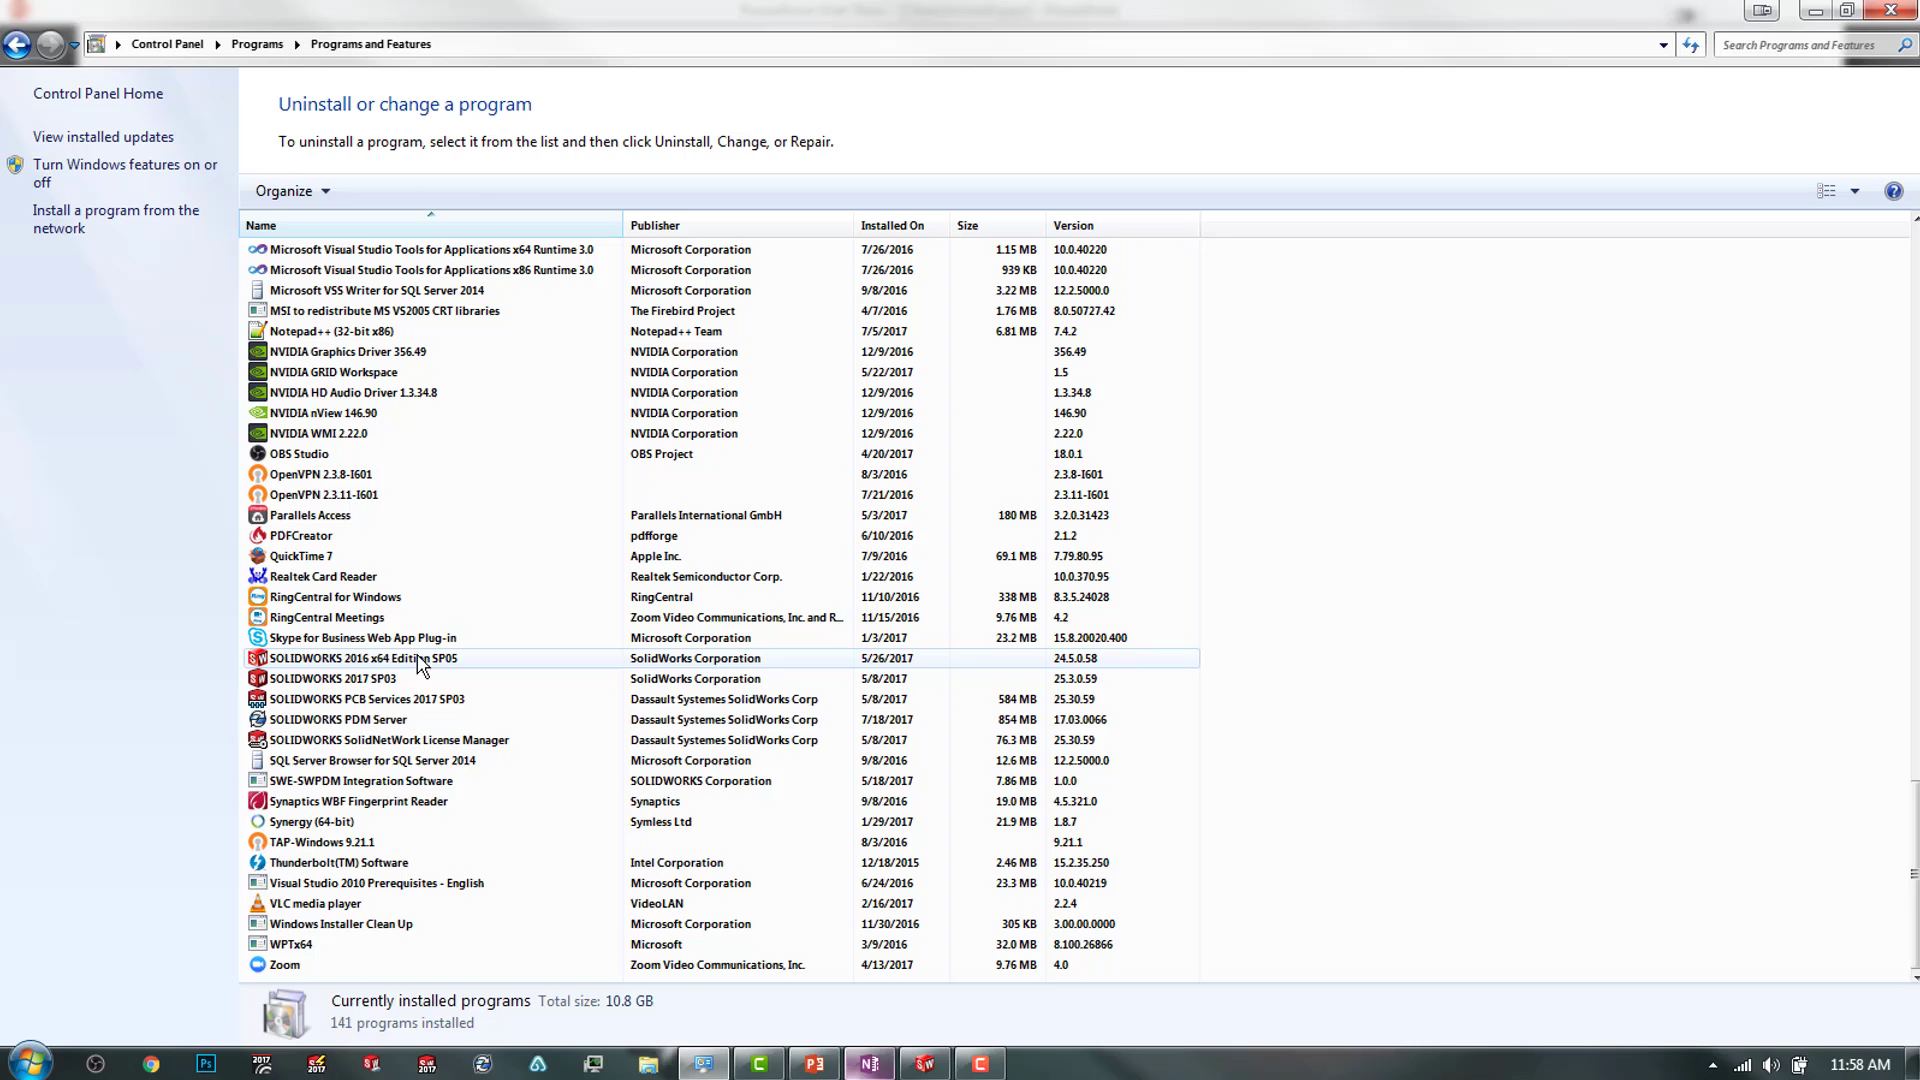 Control Panel Programs Programs and Features Search Programs and Features
Control Panel Home
View installed updates
Turn Windows features on or
off
Install a program from the
network
Uninstall or change a program
To uninstall a program, select it from the list and then click Uninstall, Change, or Repair.
Organize
Name Publisher Installed On Size Version
Microsoft Visual Studio Tools for Applications x64 Runtime 3.0 Microsoft Corporation 7/26/2016 1.15 MB 10.0.40220
Microsoft Visual Studio Tools for Applications x86 Runtime 3.0 Microsoft Corporation 7/26/2016 939 KB 10.0.40220
Microsoft VSS Writer for SQL Server 2014 Microsoft Corporation 9/8/2016 3.22 MB 12.2.5000.0
MSI to redistribute MS VS2005 CRT libraries The Firebird Project 4/7/2016 1.76 MB 8.0.50727.42
Notepad++ (32-bit x86) Notepad++ Team 7/5/2017 6.81 MB 7.4.2
NVIDIA Graphics Driver 356.49 NVIDIA Corporation 12/9/2016 356.49
NVIDIA GRID Workspace NVIDIA Corporation 5/22/2017 1.5
NVIDIA HD Audio Driver 1.3.34.8 NVIDIA Corporation 12/9/2016 1.3.34.8
NVIDIA nView 146.90 NVIDIA Corporation 12/9/2016 146.90
NVIDIA WMI 2.22.0 NVIDIA Corporation 12/9/2016 2.22.0
OBS Studio OBS Project 4/20/2017 18.0.1
OpenVPN 2.3.8-I601 8/3/2016 2.3.8-I601
OpenVPN 2.3.11-I601 7/21/2016 2.3.11-I601
Parallels Access Parallels International GmbH 5/3/2017 180 MB 3.2.0.31423
PDFCreator pdfforge 6/10/2016 2.1.2
QuickTime 7 Apple Inc. 7/9/2016 69.1 MB 7.79.80.95
Realtek Card Reader Realtek Semiconductor Corp. 1/22/2016 10.0.370.95
RingCentral for Windows RingCentral 11/10/2016 338 MB 8.3.5.24028
RingCentral Meetings Zoom Video Communications, Inc. and R... 11/15/2016 9.76 MB 4.2
Skype for Business Web App Plug-in Microsoft Corporation 1/3/2017 23.2 MB 15.8.20020.400
SOLIDWORKS 2016 x64 Edition SP05 SolidWorks Corporation 5/26/2017 24.5.0.58
SOLIDWORKS 2017 SP03 SolidWorks Corporation 5/8/2017 25.3.0.59
SOLIDWORKS PCB Services 2017 SP03 Dassault Systemes SolidWorks Corp 5/8/2017 584 MB 25.30.59
SOLIDWORKS PDM Server Dassault Systemes SolidWorks Corp 7/18/2017 854 MB 17.03.0066
SOLIDWORKS SolidNetWork License Manager Dassault Systemes SolidWorks Corp 5/8/2017 76.3 MB 25.30.59
SQL Server Browser for SQL Server 2014 Microsoft Corporation 9/8/2016 12.6 MB 12.2.5000.0
SWE-SWPDM Integration Software SOLIDWORKS Corporation 5/18/2017 7.86 MB 1.0.0
Synaptics WBF Fingerprint Reader Synaptics 9/8/2016 19.0 MB 4.5.321.0
Synergy (64-bit) Symless Ltd 1/29/2017 21.9 MB 1.8.7
TAP-Windows 9.21.1 8/3/2016 9.21.1
Thunderbolt(TM) Software Intel Corporation 12/18/2015 2.46 MB 15.2.35.250
Visual Studio 2010 Prerequisites - English Microsoft Corporation 6/24/2016 23.3 MB 10.0.40219
VLC media player VideoLAN 2/16/2017 2.2.4
Windows Installer Clean Up Microsoft Corporation 11/30/2016 305 KB 3.00.00.0000
WPTx64 Microsoft 3/9/2016 32.0 MB 8.100.26866
Zoom Zoom Video Communications, Inc. 4/13/2017 9.76 MB 4.0
Currently installed programs Total size: 10.8 GB
141 programs installed
11:58 AM